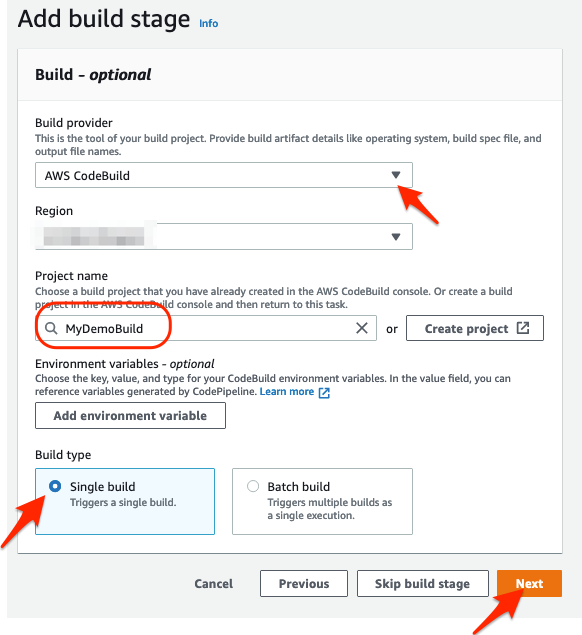 Add build stage Info
Build – optional
Build provider
This is the tool of your build project. Provide build artifact details like operating system, build spec file, and
output file names.
AWS CodeBuild
Region
Project name
Choose a build project that you have already created in the AWS CodeBuild console. Or create a build
project in the AWS CodeBuild console and then return to this task.
MyDemoBuild or Create project
Environment variables - optional
Choose the key, value, and type for your CodeBuild environment variables. In the value field, you can
reference variables generated by CodePipeline. Learn more
Add environment variable
Build type
Single build
Triggers a single build.
Batch build
Triggers multiple builds as
a single execution.
Cancel Previous Skip build stage Next